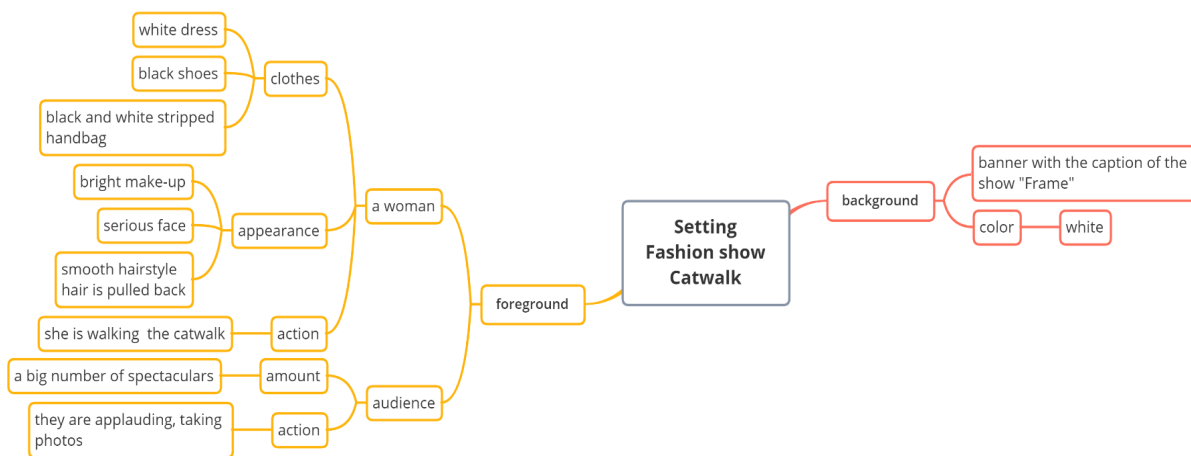 white dress
black shoes
clothes
black and white stripped
handbag
bright make-up
a woman
serious face
appearance
smooth hairstyle
hair is pulled back
foreground
she is walking the catwalk
action
a big number of spectaculars
amount
audience
they are applauding, taking
photos
action
Setting
Fashion show
Catwalk
background
banner with the caption of the
show "Frame"
color
white